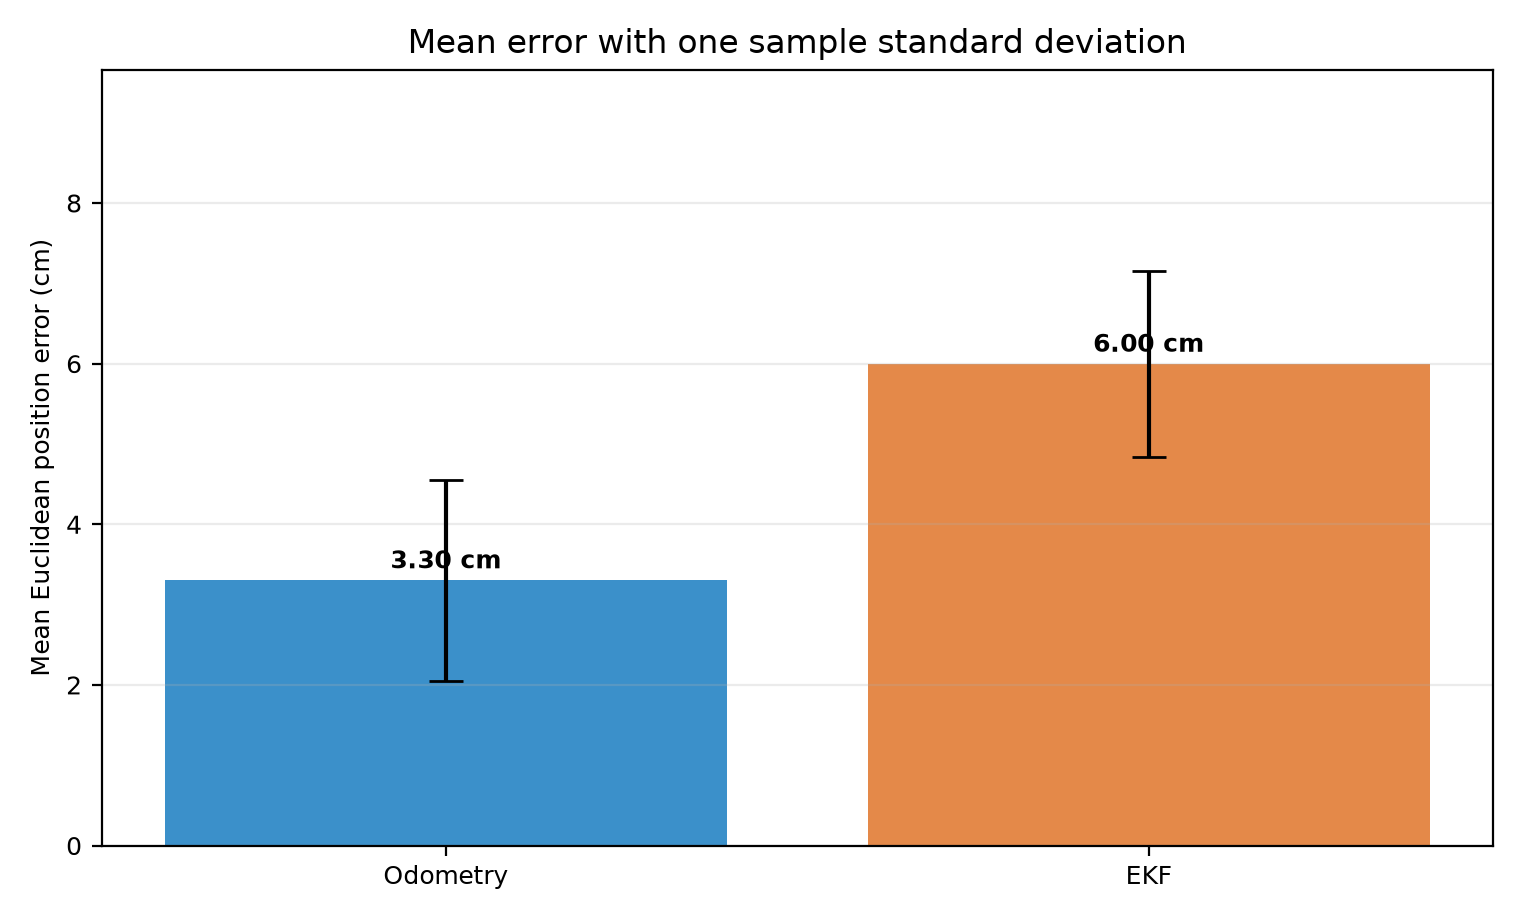 Mean error with one sample standard deviation
Mean Euclidean position error (cm)
8
6
4
2
0
3.30 cm
6.00 cm
Odometry
EKF